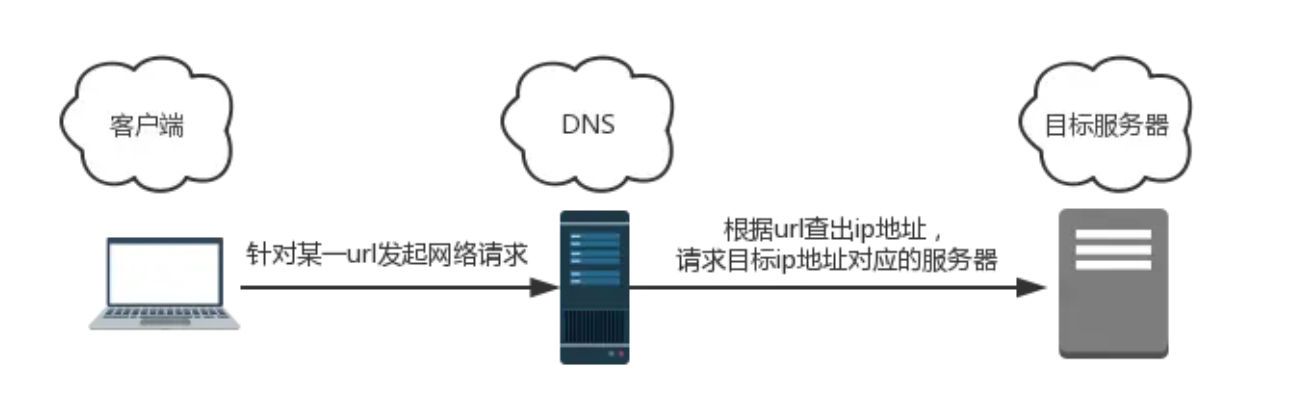 客户端
DNS
目标服务器
针对某一url发起网络请求
根据url查出ip地址，
请求目标ip地址对应的服务器